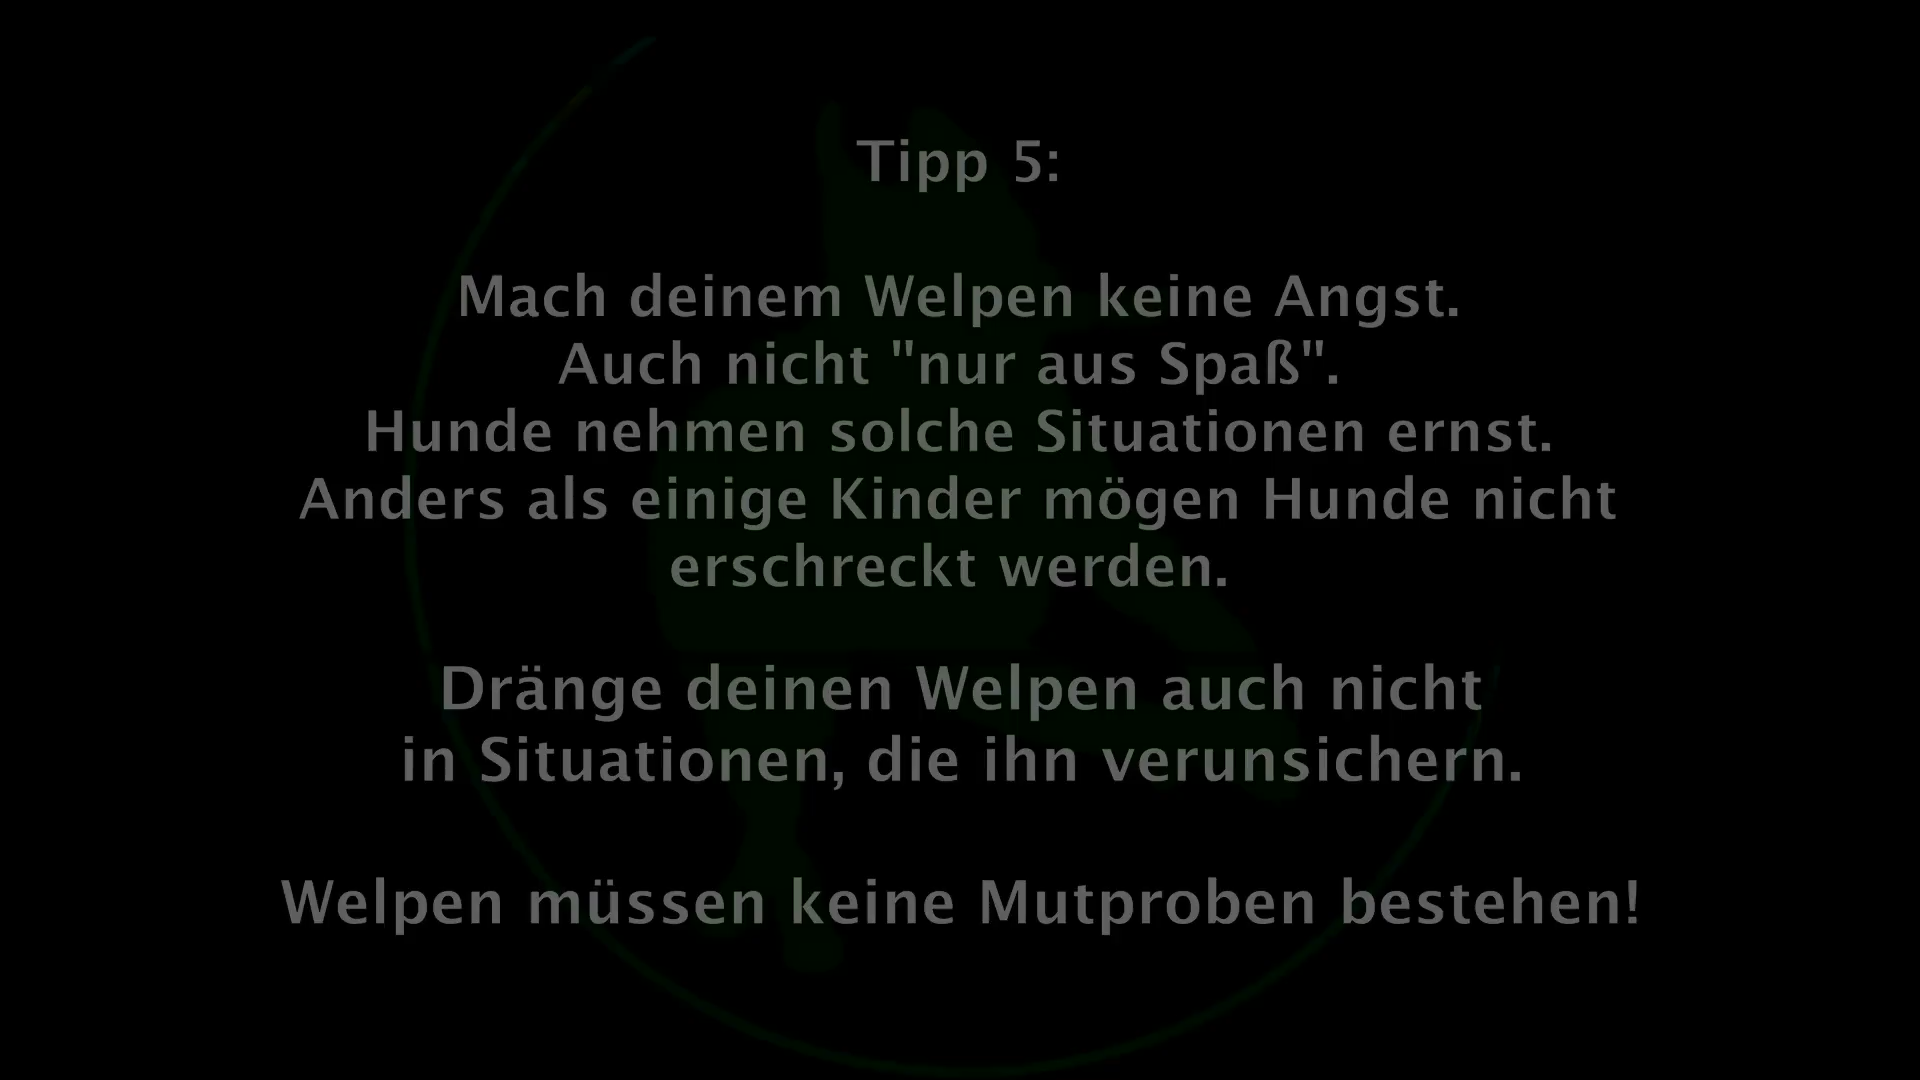 Tipp 5:
Mach deinem Welpen keine Angst.
Auch nicht "nur aus Spaß".
Hunde nehmen solche Situationen ernst.
Anders als einige Kinder mögen Hunde nicht
erschreckt werden.
Dränge deinen Welpen auch nicht
in Situationen, die ihn verunsichern.
Welpen müssen keine Mutproben bestehen!